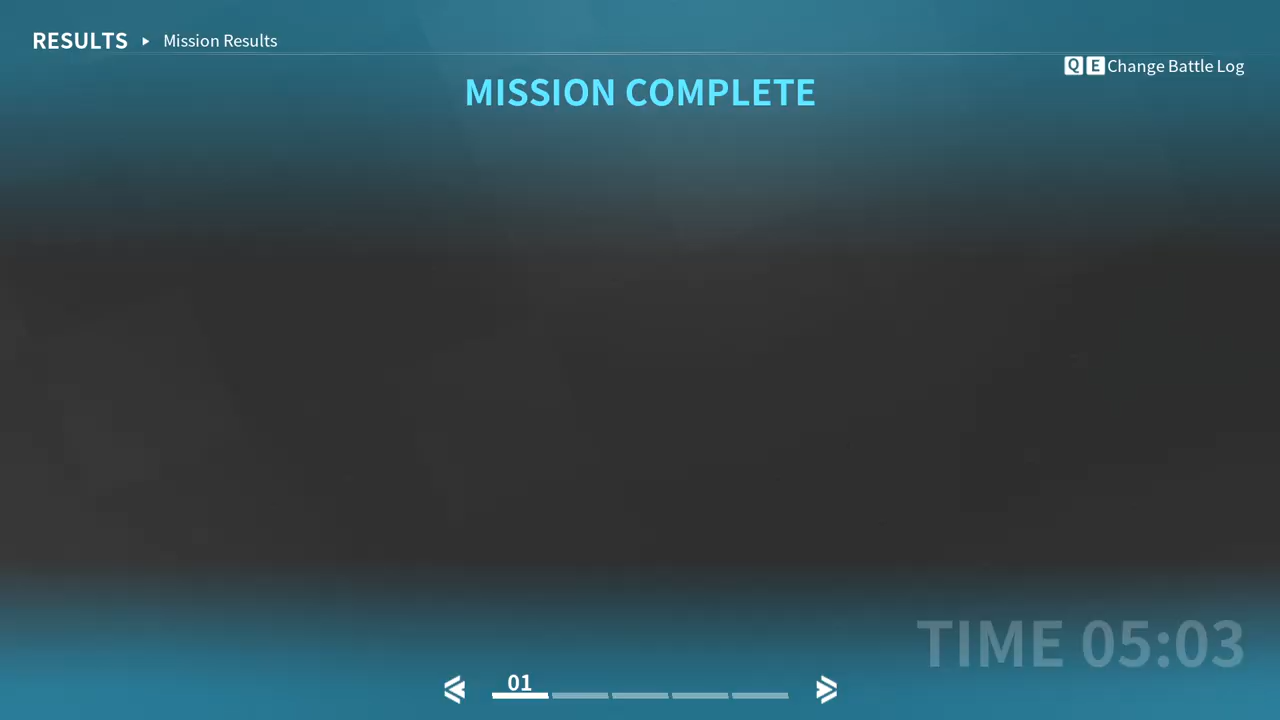 RESULTS ▸ Mission Results
Q E Change Battle Log
MISSION COMPLETE
TIME 05:03
01